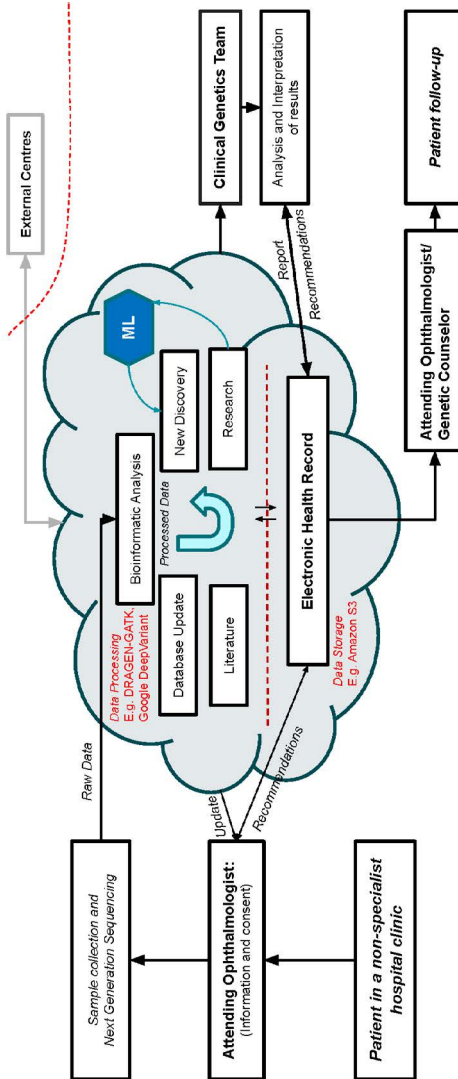 Sample collection and
Next Generation Sequencing
Attending Ophthalmologist:
(Information and consent)
Patient in a non-specialist
hospital clinic
Raw Data
Update
Recommendations
Data Processing
E.g. DRAGEN-GATK,
Google DeepVariant
Bioinformatic Analysis
Processed Data
Database Update
Literature
New Discovery
Research
ML
Electronic Health Record
Data Storage
E.g. Amazon S3
External Centres
Report
Recommendations
Clinical Genetics Team
Analysis and Interpretation
of results
Attending Ophthalmologist/
Genetic Counselor
Patient follow-up